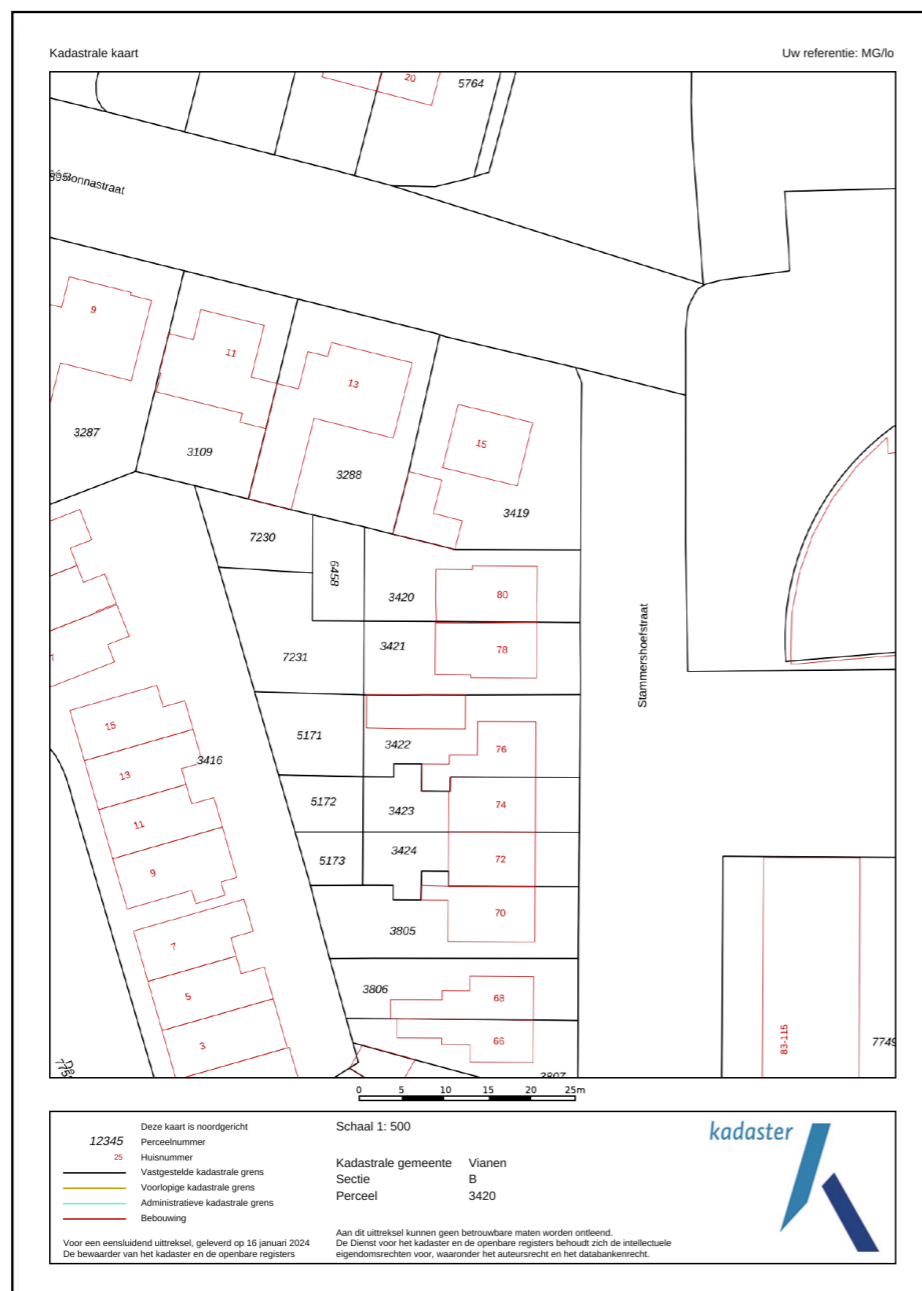 Kadastrale kaart
Uw referentie: MG/lo
20
5764
9
11
13
15
3287
3109
3288
3419
7230
6458
3420
80
3421
78
7231
Stammershoefstraat
15
5171
3422
76
3416
13
5172
3423
74
11
5173
3424
72
9
70
7
3805
5
3806
68
3
66
83-115
7749
3807
0 5 10 15 20 25m
Deze kaart is noordgericht
12345 Perceelnummer
25 Huisnummer
Vastgestelde kadastrale grens
Voorlopige kadastrale grens
Administratieve kadastrale grens
Bebouwing
Voor een eensluidend uittreksel, geleverd op 16 januari 2024
De bewaarder van het kadaster en de openbare registers
Schaal 1: 500
Kadastrale gemeente Vianen
Sectie B
Perceel 3420
Aan dit uittreksel kunnen geen betrouwbare maten worden ontleend.
De Dienst voor het kadaster en de openbare registers behoudt zich de intellectuele
eigendomsrechten voor, waaronder het auteursrecht en het databankenrecht.
kadaster